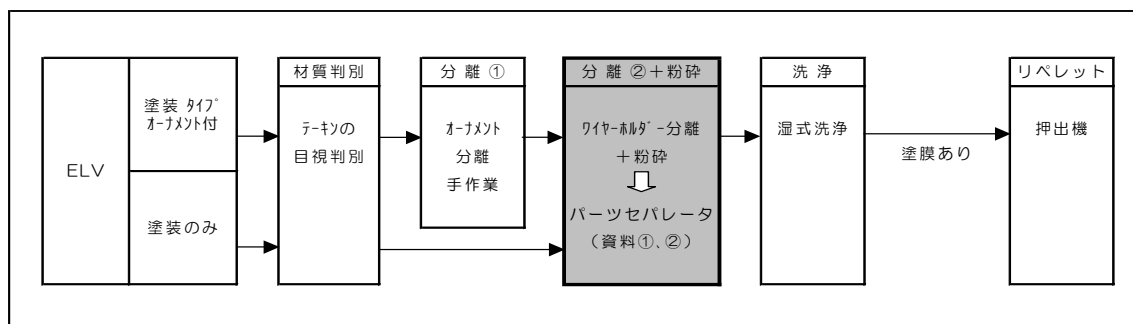 ELV
塗装 ﾀｲﾌﾟ
ｵｰﾅﾒﾝﾄ付
塗装のみ
材質判別
ﾃｰｷﾝの
目視判別
分離 ①
ｵｰﾅﾒﾝﾄ
分離
手作業
分離 ②＋粉砕
ﾜｲﾔｰﾎﾙﾀﾞｰ分離
＋粉砕
パーツセパレータ
（資料①、②）
洗浄
湿式洗浄
塗膜あり
リペレット
押出機